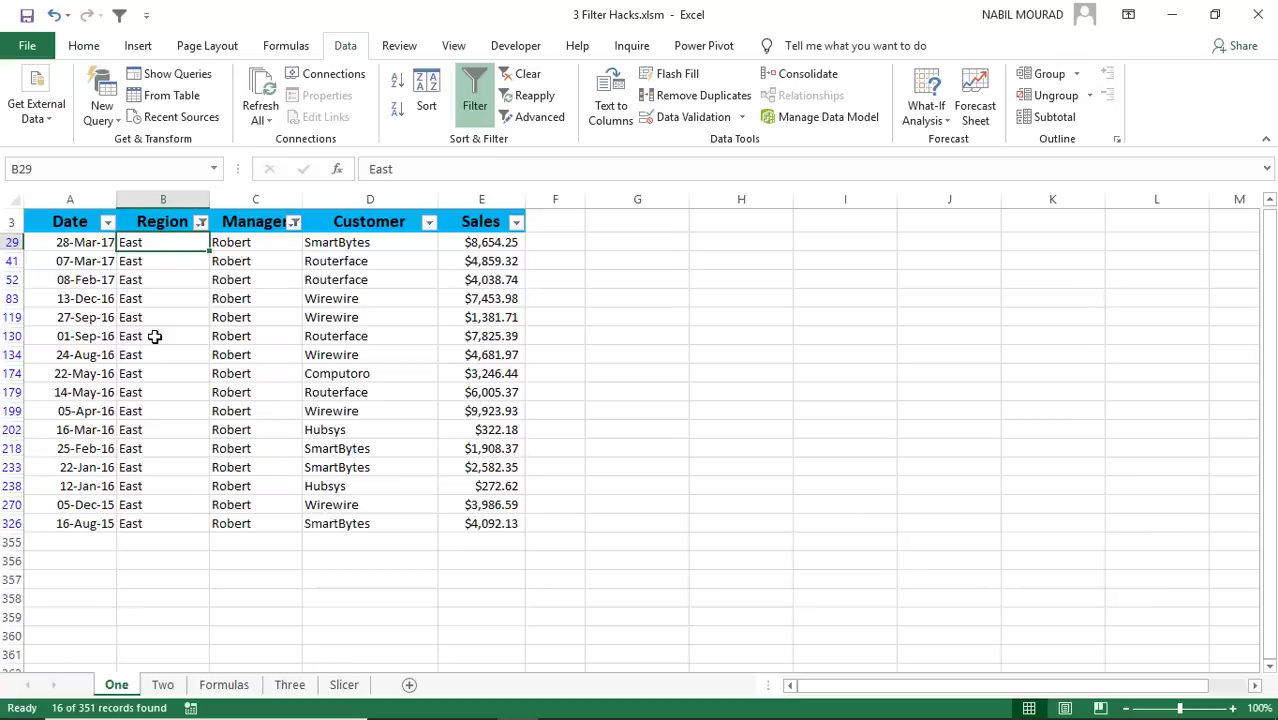 3 Filter Hacks.xlsm - Excel
NABIL MOURAD
File Home Insert Page Layout Formulas Data Review View Developer Help Inquire Power Pivot Tell me what you want to do Share
Get External Data
New Query
Show Queries
From Table
Recent Sources
Get & Transform
Refresh All
Connections
Properties
Edit Links
Connections
Sort
Filter
Clear
Reapply
Advanced
Sort & Filter
Text to Columns
Flash Fill
Remove Duplicates
Data Validation
Consolidate
Relationships
Manage Data Model
Data Tools
What-If Analysis
Forecast Sheet
Forecast
Group
Ungroup
Subtotal
Outline
B29 fx East
A B C D E F G H I J K L M
3 Date Region Manager Customer Sales
29 28-Mar-17 East Robert SmartBytes $8,654.25
41 07-Mar-17 East Robert Routerface $4,859.32
52 08-Feb-17 East Robert Routerface $4,038.74
83 13-Dec-16 East Robert Wirewire $7,453.98
119 27-Sep-16 East Robert Wirewire $1,381.71
130 01-Sep-16 East Robert Routerface $7,825.39
134 24-Aug-16 East Robert Wirewire $4,681.97
174 22-May-16 East Robert Computoro $3,246.44
179 14-May-16 East Robert Routerface $6,005.37
199 05-Apr-16 East Robert Wirewire $9,923.93
202 16-Mar-16 East Robert Hubsys $322.18
218 25-Feb-16 East Robert SmartBytes $1,908.37
233 22-Jan-16 East Robert SmartBytes $2,582.35
238 12-Jan-16 East Robert Hubsys $272.62
270 05-Dec-15 East Robert Wirewire $3,986.59
326 16-Aug-15 East Robert SmartBytes $4,092.13
355
356
357
358
359
360
361
One Two Formulas Three Slicer
Ready 16 of 351 records found 100%